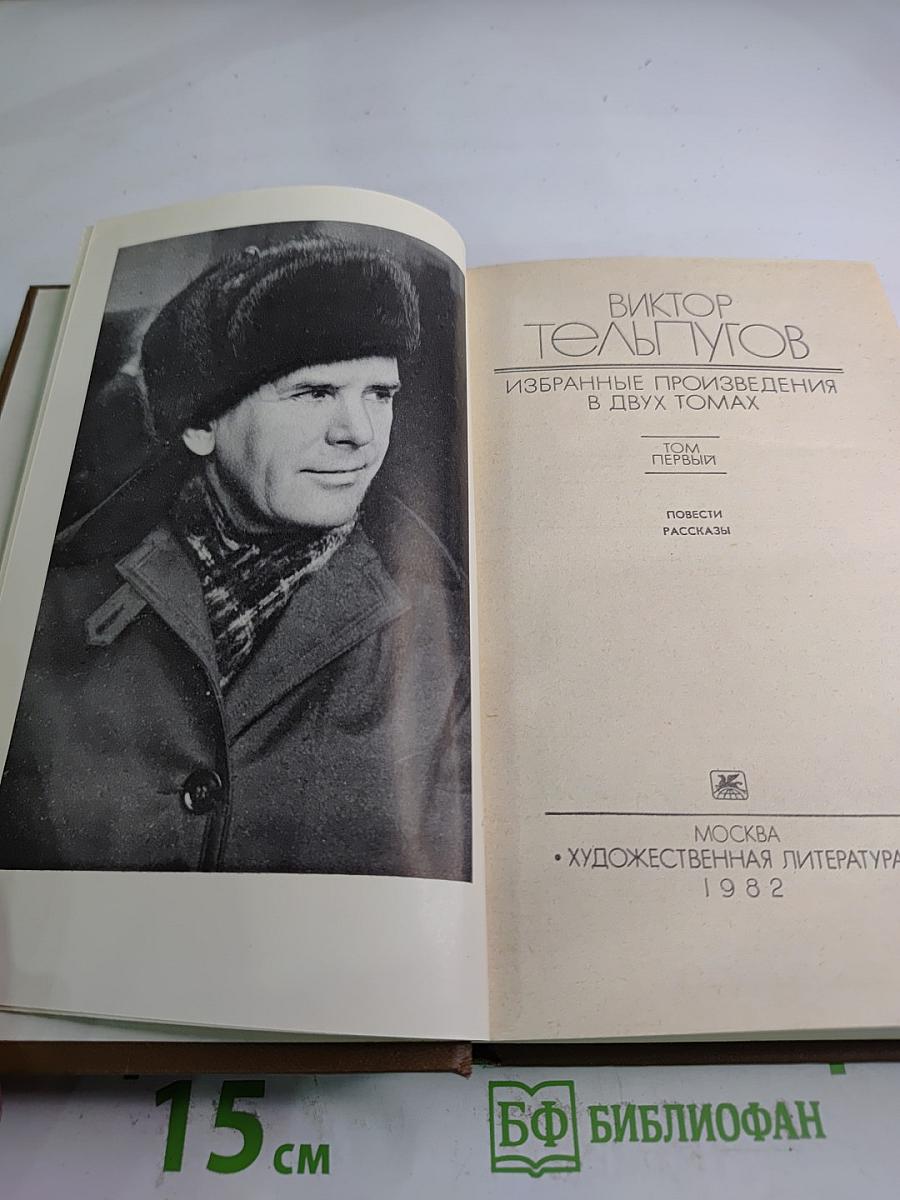 ВИКТОР
ТЕЛЬПУГОВ
ИЗБРАННЫЕ ПРОИЗВЕДЕНИЯ
В ДВУХ ТОМАХ
ТОМ
ПЕРВЫЙ
ПОВЕСТИ
РАССКАЗЫ
МОСКВА
• ХУДОЖЕСТВЕННАЯ ЛИТЕРАТУРА
1982
15 см
БФ БИБЛИОФАН